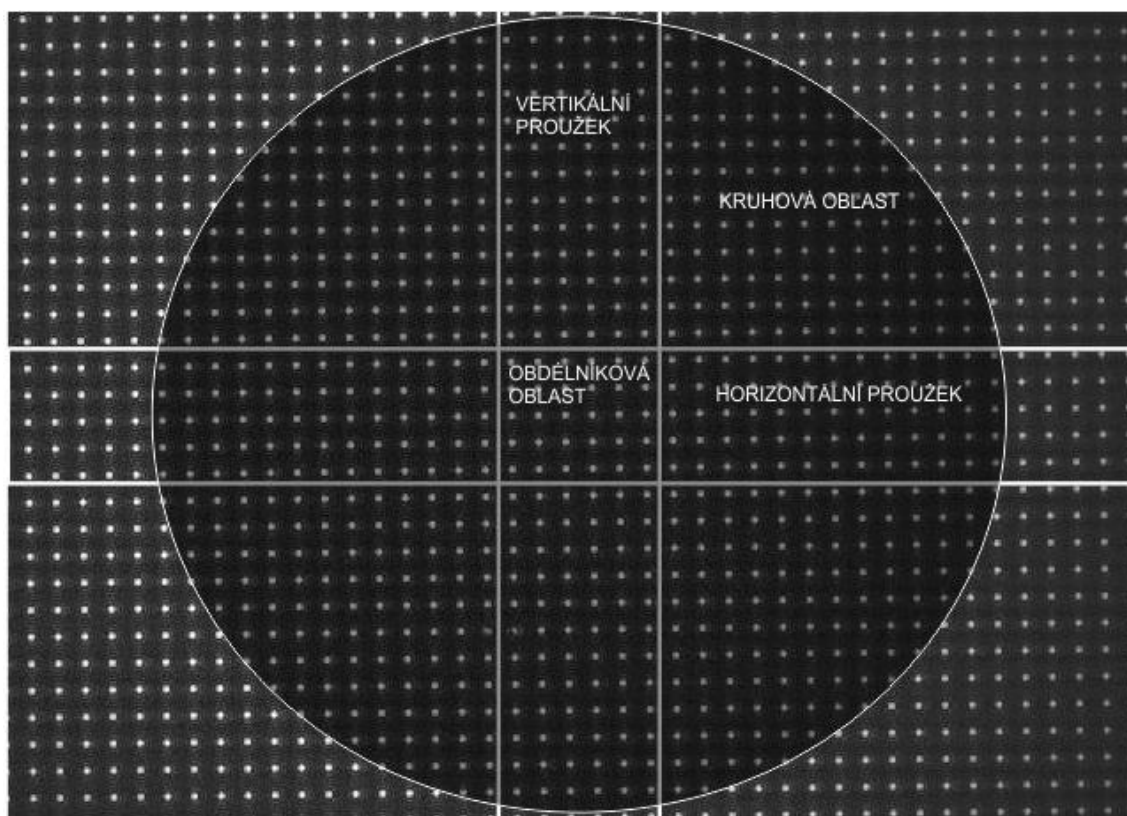 VERTIKÁLNÍ
PROUŽEK
KRUHOVÁ OBLAST
OBDÉLNÍKOVÁ
OBLAST
HORIZONTÁLNÍ PROUŽEK